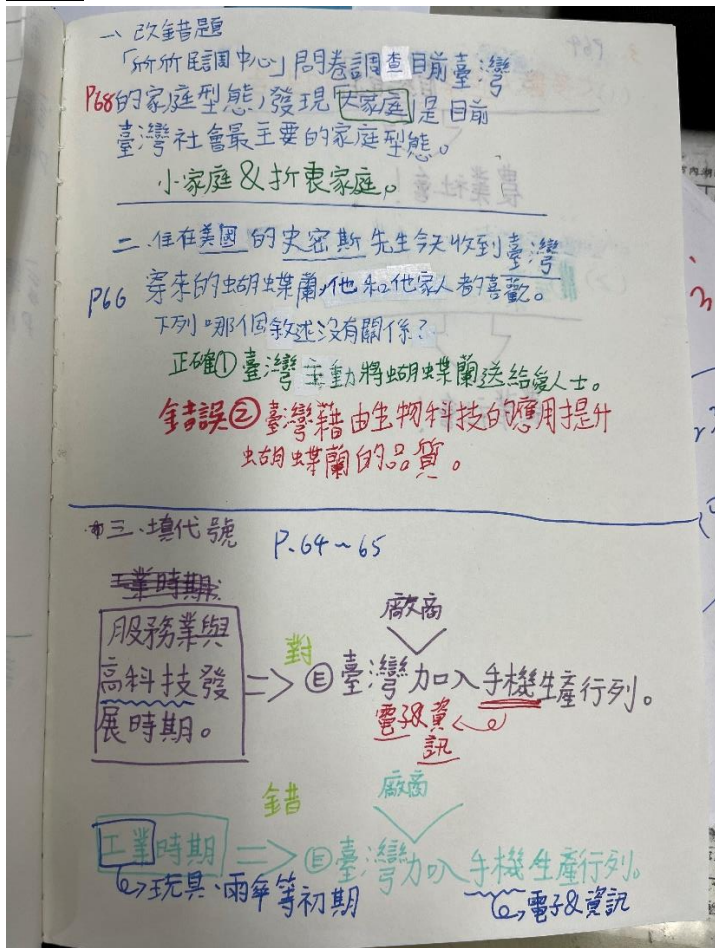 一、改錯題
「竹竹民調中心」問卷調查目前臺灣
P68的家庭型態,發現大家庭是目前
臺灣社會最主要的家庭型態。
小家庭&折衷家庭。
二、住在美國的史密斯先生今天收到臺灣
P66 寄來的蝴蝶蘭,他和他家人都喜歡。
下列哪個敘述沒有關係?
正確①臺灣主動將蝴蝶蘭送給愛人士。
錯誤②臺灣藉由生物科技的應用提升
蝴蝶蘭的品質。
三、填代號 P.64~65
工業時期
服務業與
高科技發
展時期。
對
廠商
Ⓔ臺灣加入手機生產行列。
電子&資
訊
錯
廠商
工業時期 Ⓔ臺灣加入手機生產行列。
玩具、雨傘等初期 電子&資訊